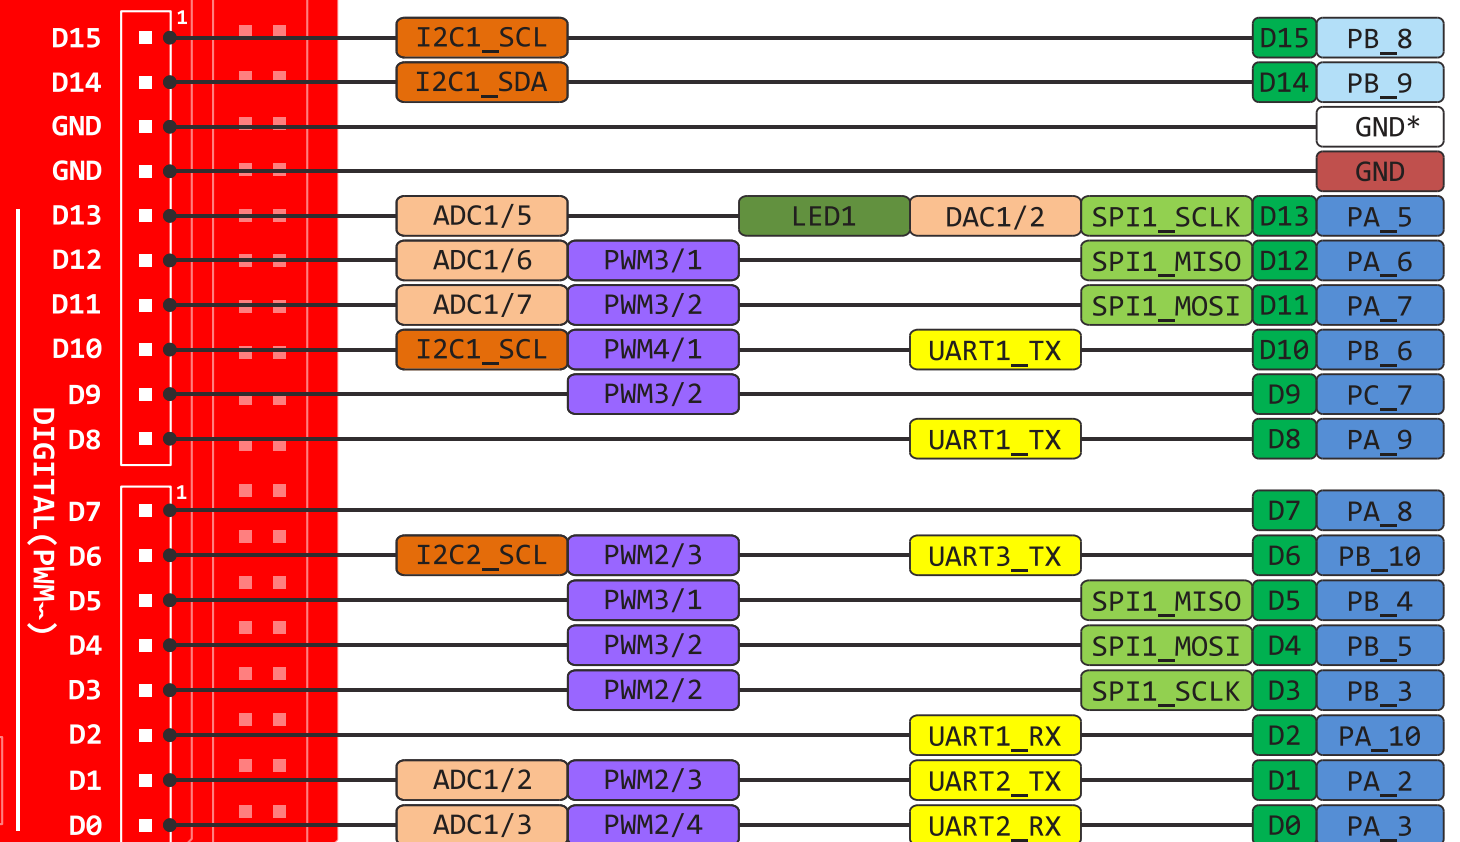 1
D15 I2C1_SCL D15 PB_8
D14 I2C1_SDA D14 PB_9
GND GND*
GND GND
D13 ADC1/5 LED1 DAC1/2 SPI1_SCLK D13 PA_5
D12 ADC1/6 PWM3/1 SPI1_MISO D12 PA_6
D11 ADC1/7 PWM3/2 SPI1_MOSI D11 PA_7
D10 I2C1_SCL PWM4/1 UART1_TX D10 PB_6
D9 PWM3/2 D9 PC_7
D8 UART1_TX D8 PA_9
DIGITAL(PWM~)
1
D7 D7 PA_8
D6 I2C2_SCL PWM2/3 UART3_TX D6 PB_10
D5 PWM3/1 SPI1_MISO D5 PB_4
D4 PWM3/2 SPI1_MOSI D4 PB_5
D3 PWM2/2 SPI1_SCLK D3 PB_3
D2 UART1_RX D2 PA_10
D1 ADC1/2 PWM2/3 UART2_TX D1 PA_2
D0 ADC1/3 PWM2/4 UART2_RX D0 PA_3